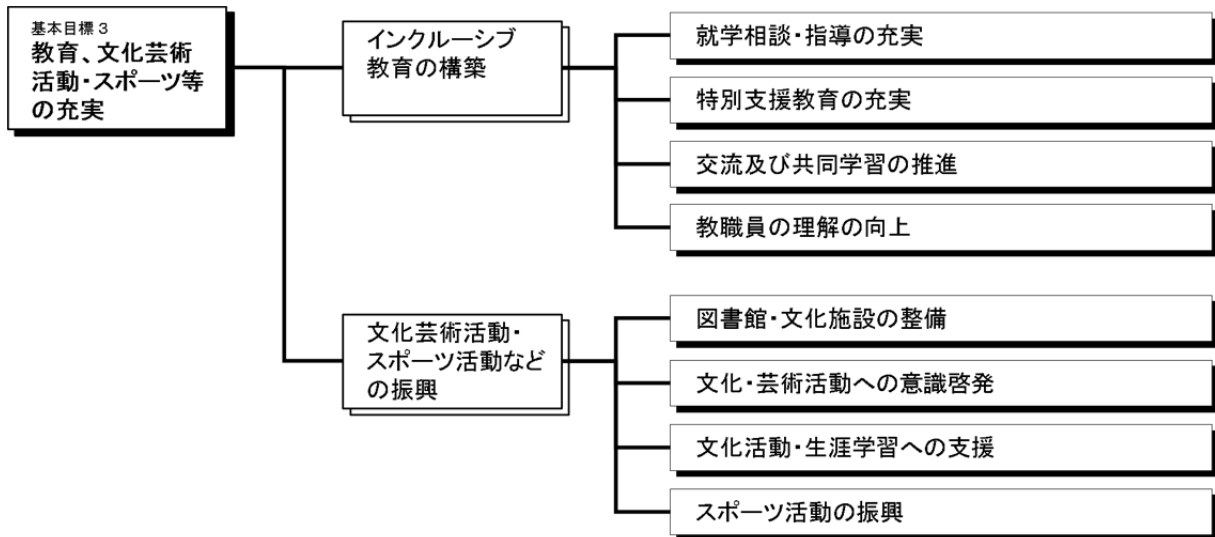 基本目標3
教育、文化芸術
活動・スポーツ等
の充実
インクルーシブ
教育の構築
就学相談・指導の充実
特別支援教育の充実
交流及び共同学習の推進
教職員の理解の向上
文化芸術活動・
スポーツ活動など
の振興
図書館・文化施設の整備
文化・芸術活動への意識啓発
文化活動・生涯学習への支援
スポーツ活動の振興